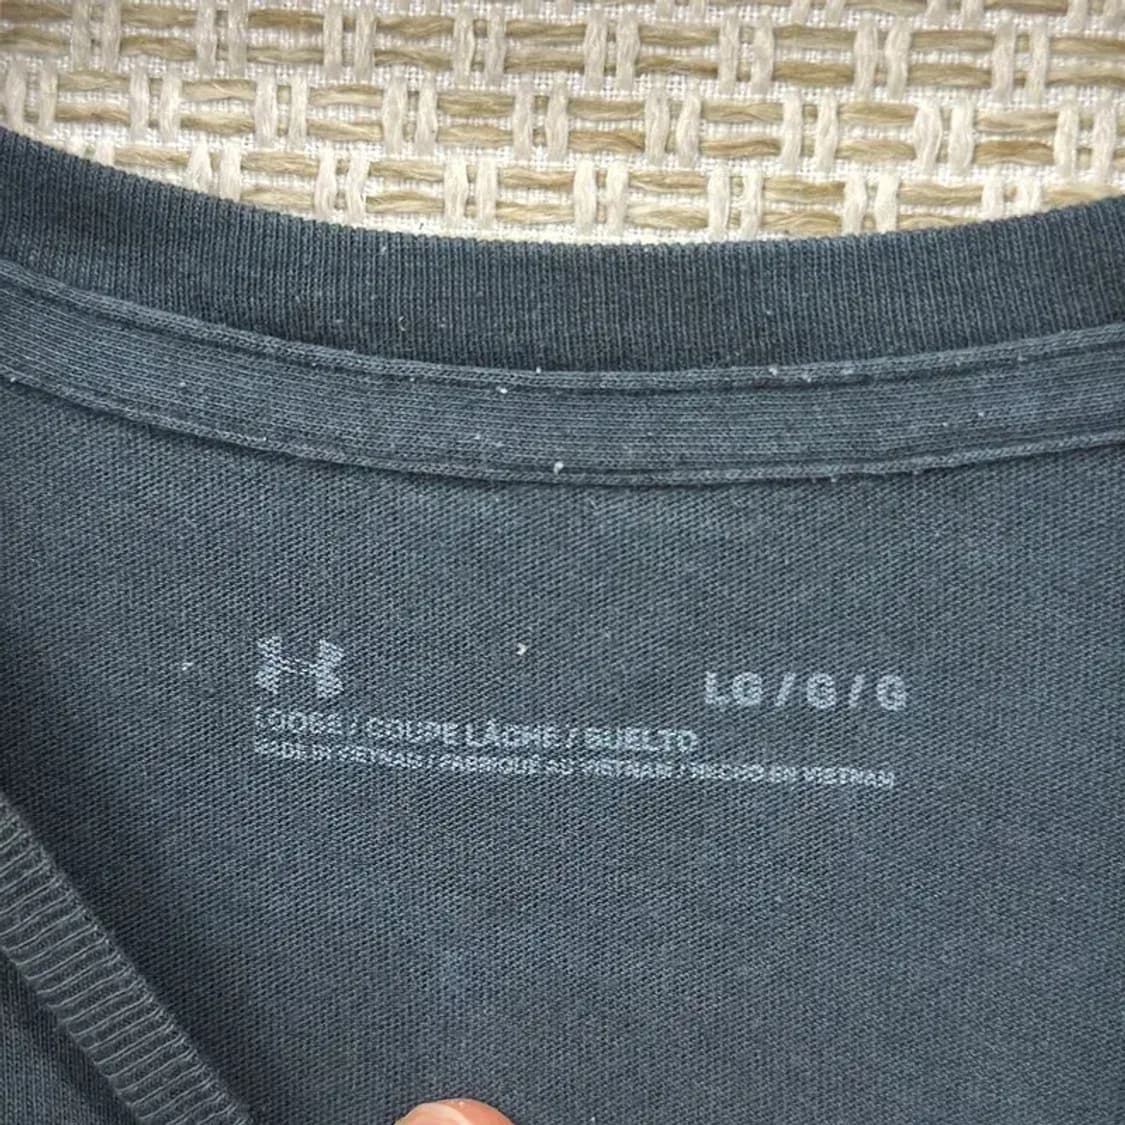 LG / G / G
LOOSE / COUPE LÂCHE / SUELTO
MADE IN VIETNAM / FABRIQUÉ AU VIETNAM / HECHO EN VIETNAM